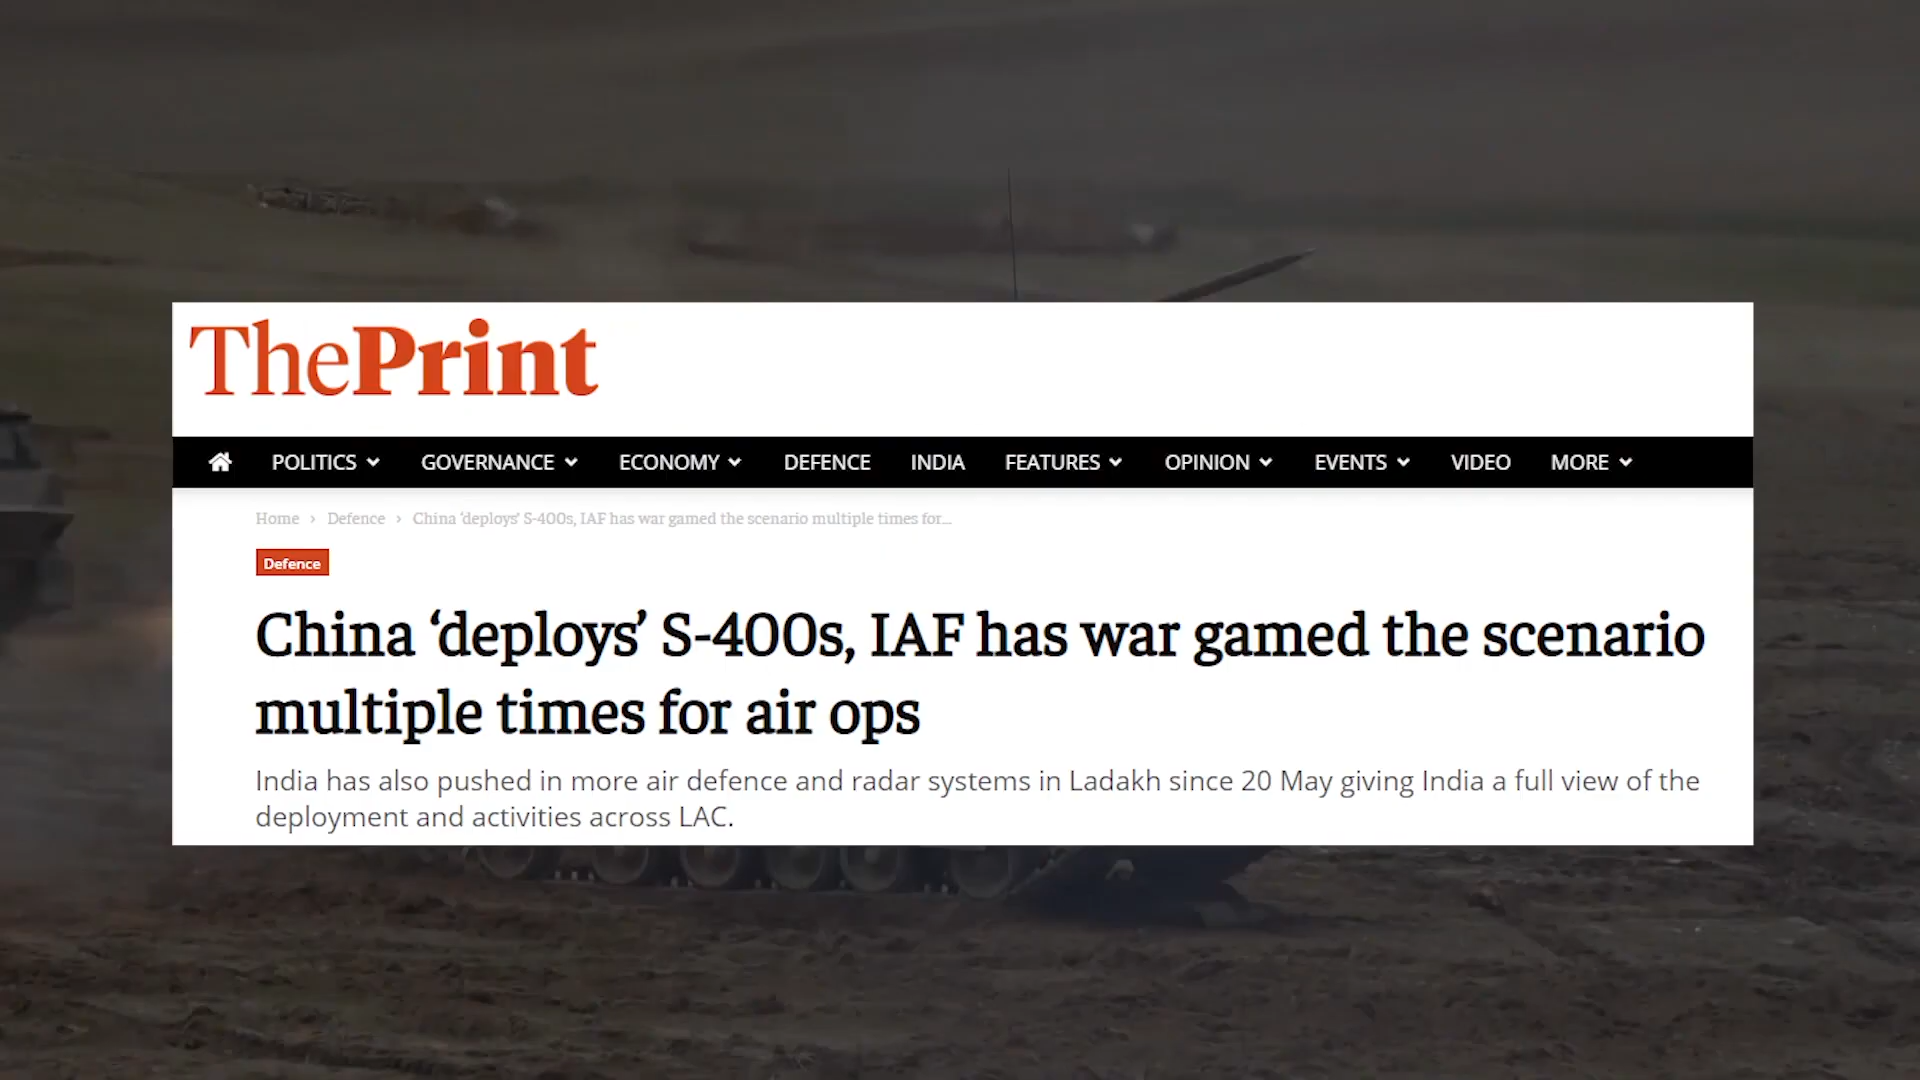 ThePrint
POLITICS GOVERNANCE ECONOMY DEFENCE INDIA FEATURES OPINION EVENTS VIDEO MORE
Home › Defence › China ‘deploys’ S-400s, IAF has war gamed the scenario multiple times for...
Defence
China ‘deploys’ S-400s, IAF has war gamed the scenario
multiple times for air ops
India has also pushed in more air defence and radar systems in Ladakh since 20 May giving India a full view of the
deployment and activities across LAC.